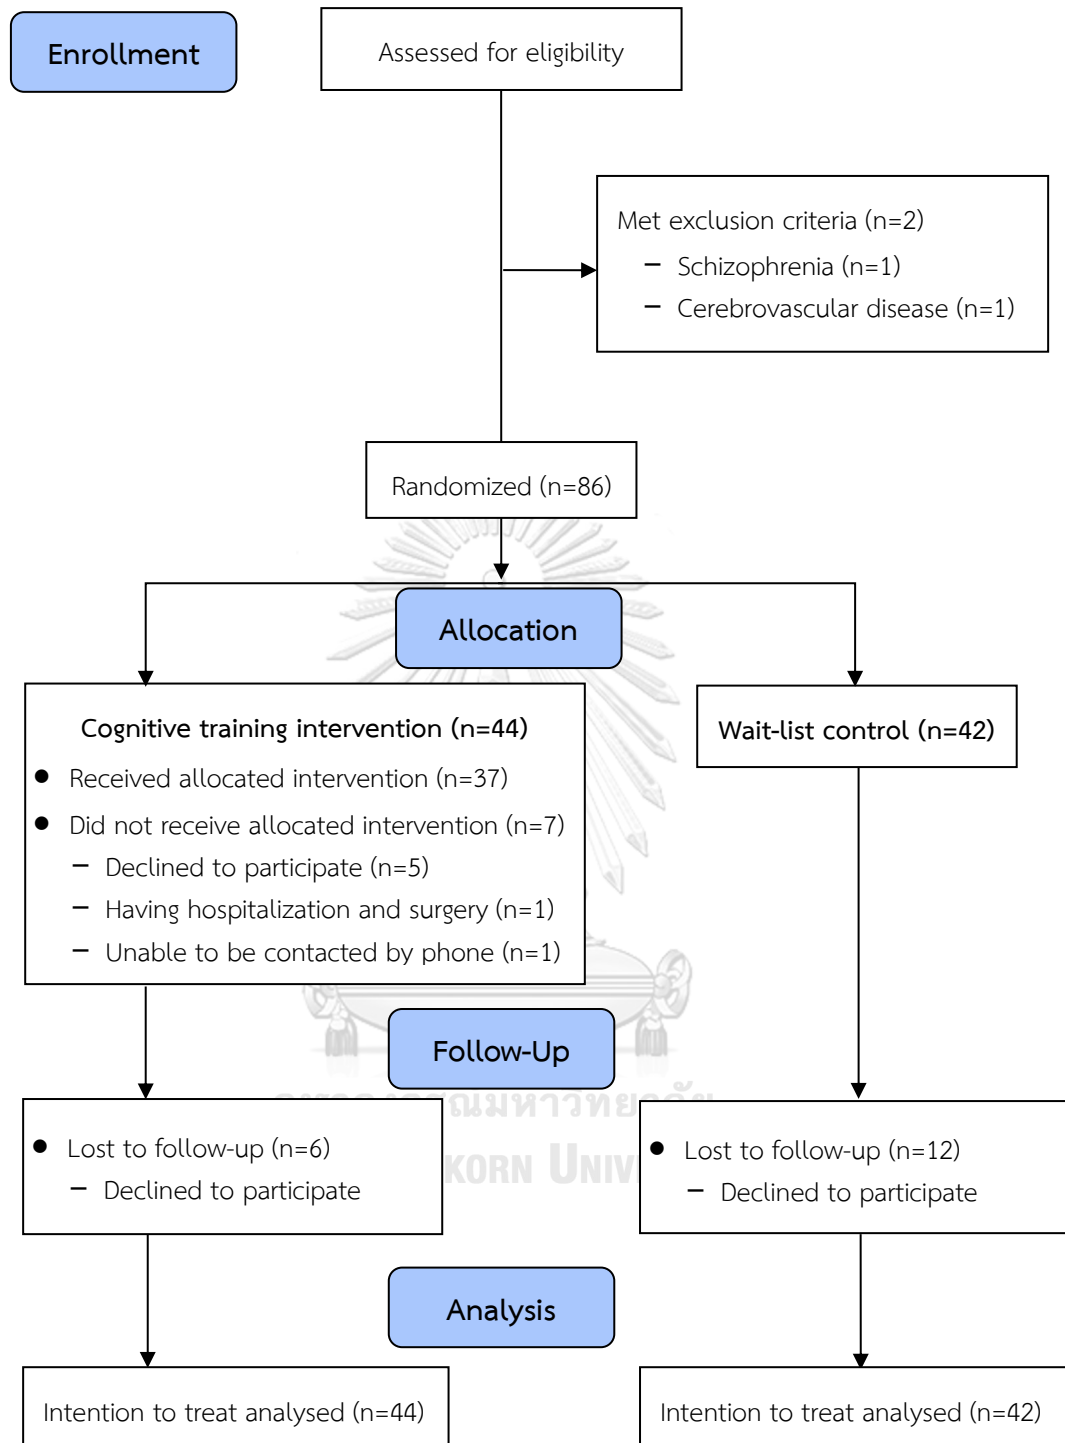 Enrollment
Assessed for eligibility
Met exclusion criteria (n=2)
– Schizophrenia (n=1)
– Cerebrovascular disease (n=1)
Randomized (n=86)
Allocation
Cognitive training intervention (n=44)
● Received allocated intervention (n=37)
● Did not receive allocated intervention (n=7)
– Declined to participate (n=5)
– Having hospitalization and surgery (n=1)
– Unable to be contacted by phone (n=1)
Wait-list control (n=42)
Follow-Up
● Lost to follow-up (n=6)
– Declined to participate
● Lost to follow-up (n=12)
– Declined to participate
KORN UNIV
Analysis
Intention to treat analysed (n=44)
Intention to treat analysed (n=42)